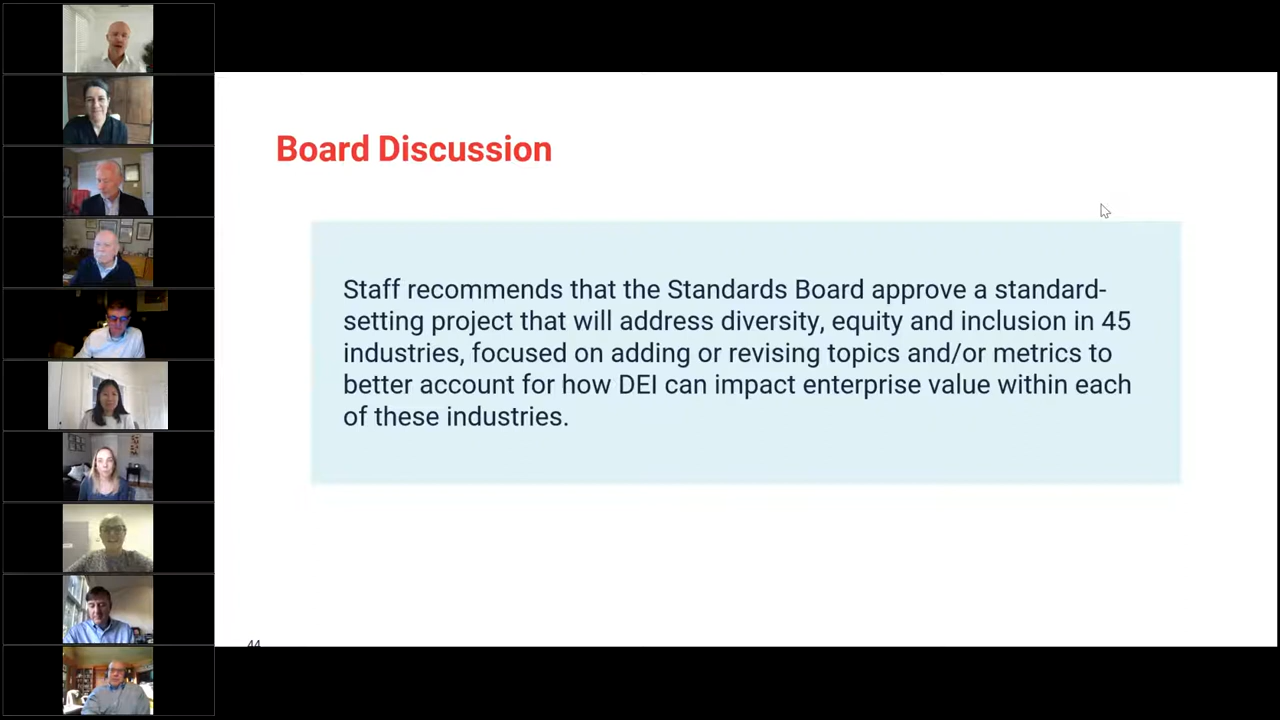 Board Discussion
Staff recommends that the Standards Board approve a standard-
setting project that will address diversity, equity and inclusion in 45
industries, focused on adding or revising topics and/or metrics to
better account for how DEI can impact enterprise value within each
of these industries.
44